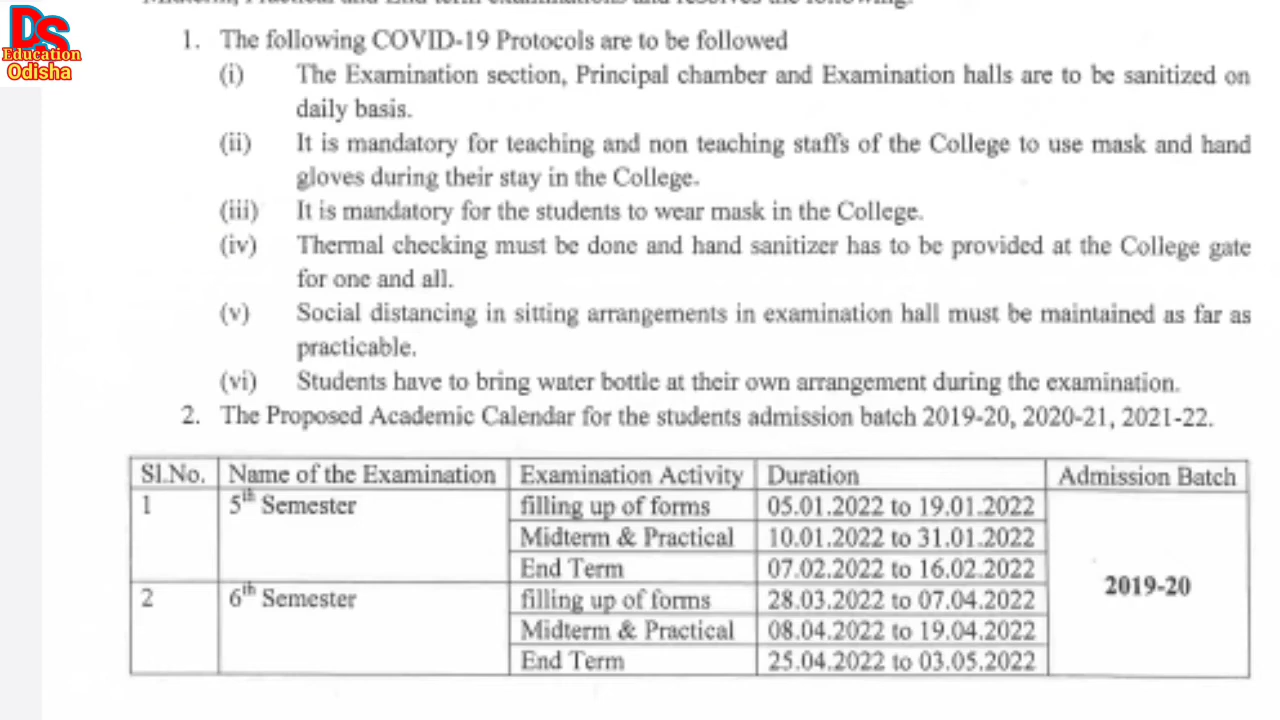 DS
Education
Odisha
Midterm, Practical and End term examinations and resolves the following.
1. The following COVID-19 Protocols are to be followed
(i) The Examination section, Principal chamber and Examination halls are to be sanitized on
daily basis.
(ii) It is mandatory for teaching and non teaching staffs of the College to use mask and hand
gloves during their stay in the College.
(iii) It is mandatory for the students to wear mask in the College.
(iv) Thermal checking must be done and hand sanitizer has to be provided at the College gate
for one and all.
(v) Social distancing in sitting arrangements in examination hall must be maintained as far as
practicable.
(vi) Students have to bring water bottle at their own arrangement during the examination.
2. The Proposed Academic Calendar for the students admission batch 2019-20, 2020-21, 2021-22.
Sl.No. Name of the Examination Examination Activity Duration Admission Batch
1 5th Semester filling up of forms 05.01.2022 to 19.01.2022
Midterm & Practical 10.01.2022 to 31.01.2022
End Term 07.02.2022 to 16.02.2022
2019-20
2 6th Semester filling up of forms 28.03.2022 to 07.04.2022
Midterm & Practical 08.04.2022 to 19.04.2022
End Term 25.04.2022 to 03.05.2022